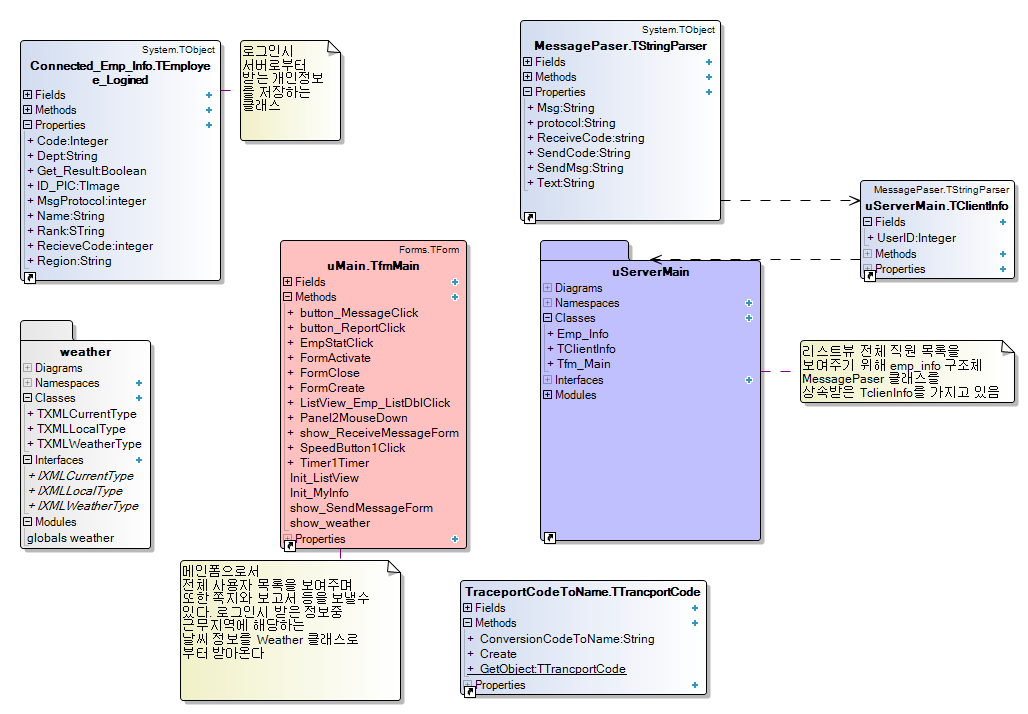 System.TObject
Connected_Emp_Info.TEmploye
e_Logined
Fields
Methods
Properties
+ Code:Integer
+ Dept:String
+ Get_Result:Boolean
+ ID_PIC:TImage
+ MsgProtocol:integer
+ Name:String
+ Rank:STring
+ RecieveCode:integer
+ Region:String
로그인시
서버로부터
받는 개인정보
를 저장하는
클래스
System.TObject
MessagePaser.TStringParser
Fields
Methods
Properties
+ Msg:String
+ protocol:String
+ ReceiveCode:string
+ SendCode:String
+ SendMsg:String
+ Text:String
MessagePaser.TStringParser
uServerMain.TClientInfo
Fields
+ UserID:Integer
Methods
Properties
Forms.TForm
uMain.TfmMain
Fields
Methods
+ button_MessageClick
+ button_ReportClick
+ EmpStatClick
+ FormActivate
+ FormClose
+ FormCreate
+ ListView_Emp_ListDblClick
+ Panel2MouseDown
+ show_ReceiveMessageForm
+ SpeedButton1Click
+ Timer1Timer
Init_ListView
Init_MyInfo
show_SendMessageForm
show_weather
Properties
uServerMain
Diagrams
Namespaces
Classes
+ Emp_Info
+ TClientInfo
+ Tfm_Main
Interfaces
Modules
리스트뷰 전체 직원 목록을
보여주기 위해 emp_info 구조체
MessagePaser 클래스를
상속받은 TclienInfo를 가지고 있음
weather
Diagrams
Namespaces
Classes
+ TXMLCurrentType
+ TXMLLocalType
+ TXMLWeatherType
Interfaces
+ IXMLCurrentType
+ IXMLLocalType
+ IXMLWeatherType
Modules
globals weather
메인폼으로서
전체 사용자 목록을 보여주며
또한 쪽지와 보고서 등을 보낼수
있다. 로그인시 받은 정보중
근무지역에 해당하는
날씨 정보를 Weather 클래스로
부터 받아온다
TraceportCodeToName.TTrancportCode
Fields
Methods
+ ConversionCodeToName:String
+ Create
+ GetObject:TTrancportCode
Properties